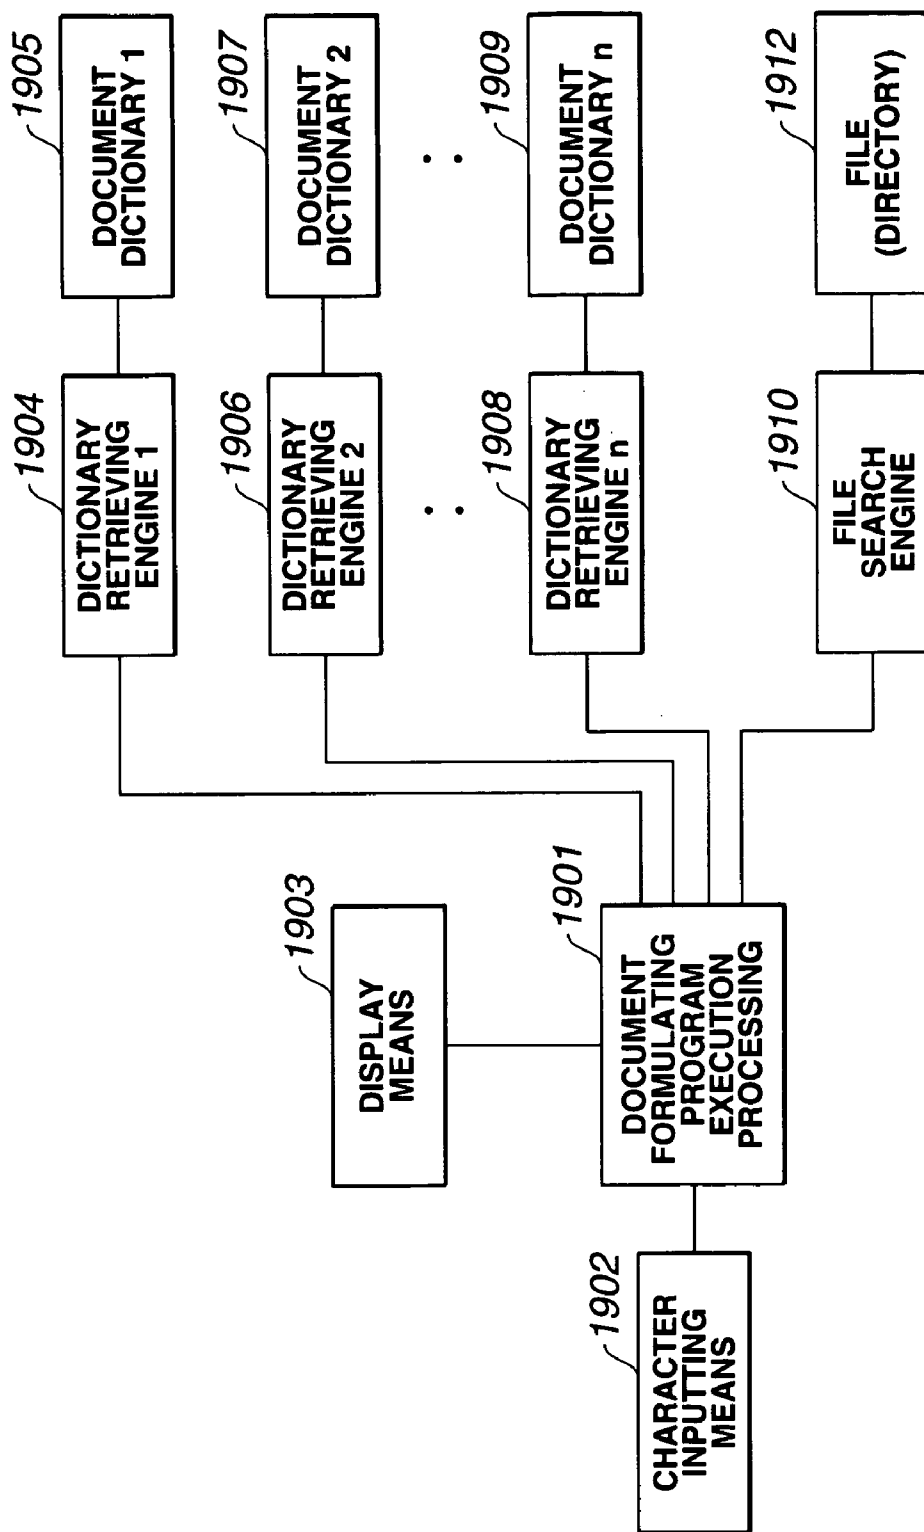 1905
DOCUMENT
DICTIONARY 1
1907
DOCUMENT
DICTIONARY 2
1909
DOCUMENT
DICTIONARY n
1912
FILE
(DIRECTORY)
1904
DICTIONARY
RETRIEVING
ENGINE 1
1906
DICTIONARY
RETRIEVING
ENGINE 2
1908
DICTIONARY
RETRIEVING
ENGINE n
1910
FILE
SEARCH
ENGINE
1903
DISPLAY
MEANS
1901
DOCUMENT
FORMULATING
PROGRAM
EXECUTION
PROCESSING
1902
CHARACTER
INPUTTING
MEANS